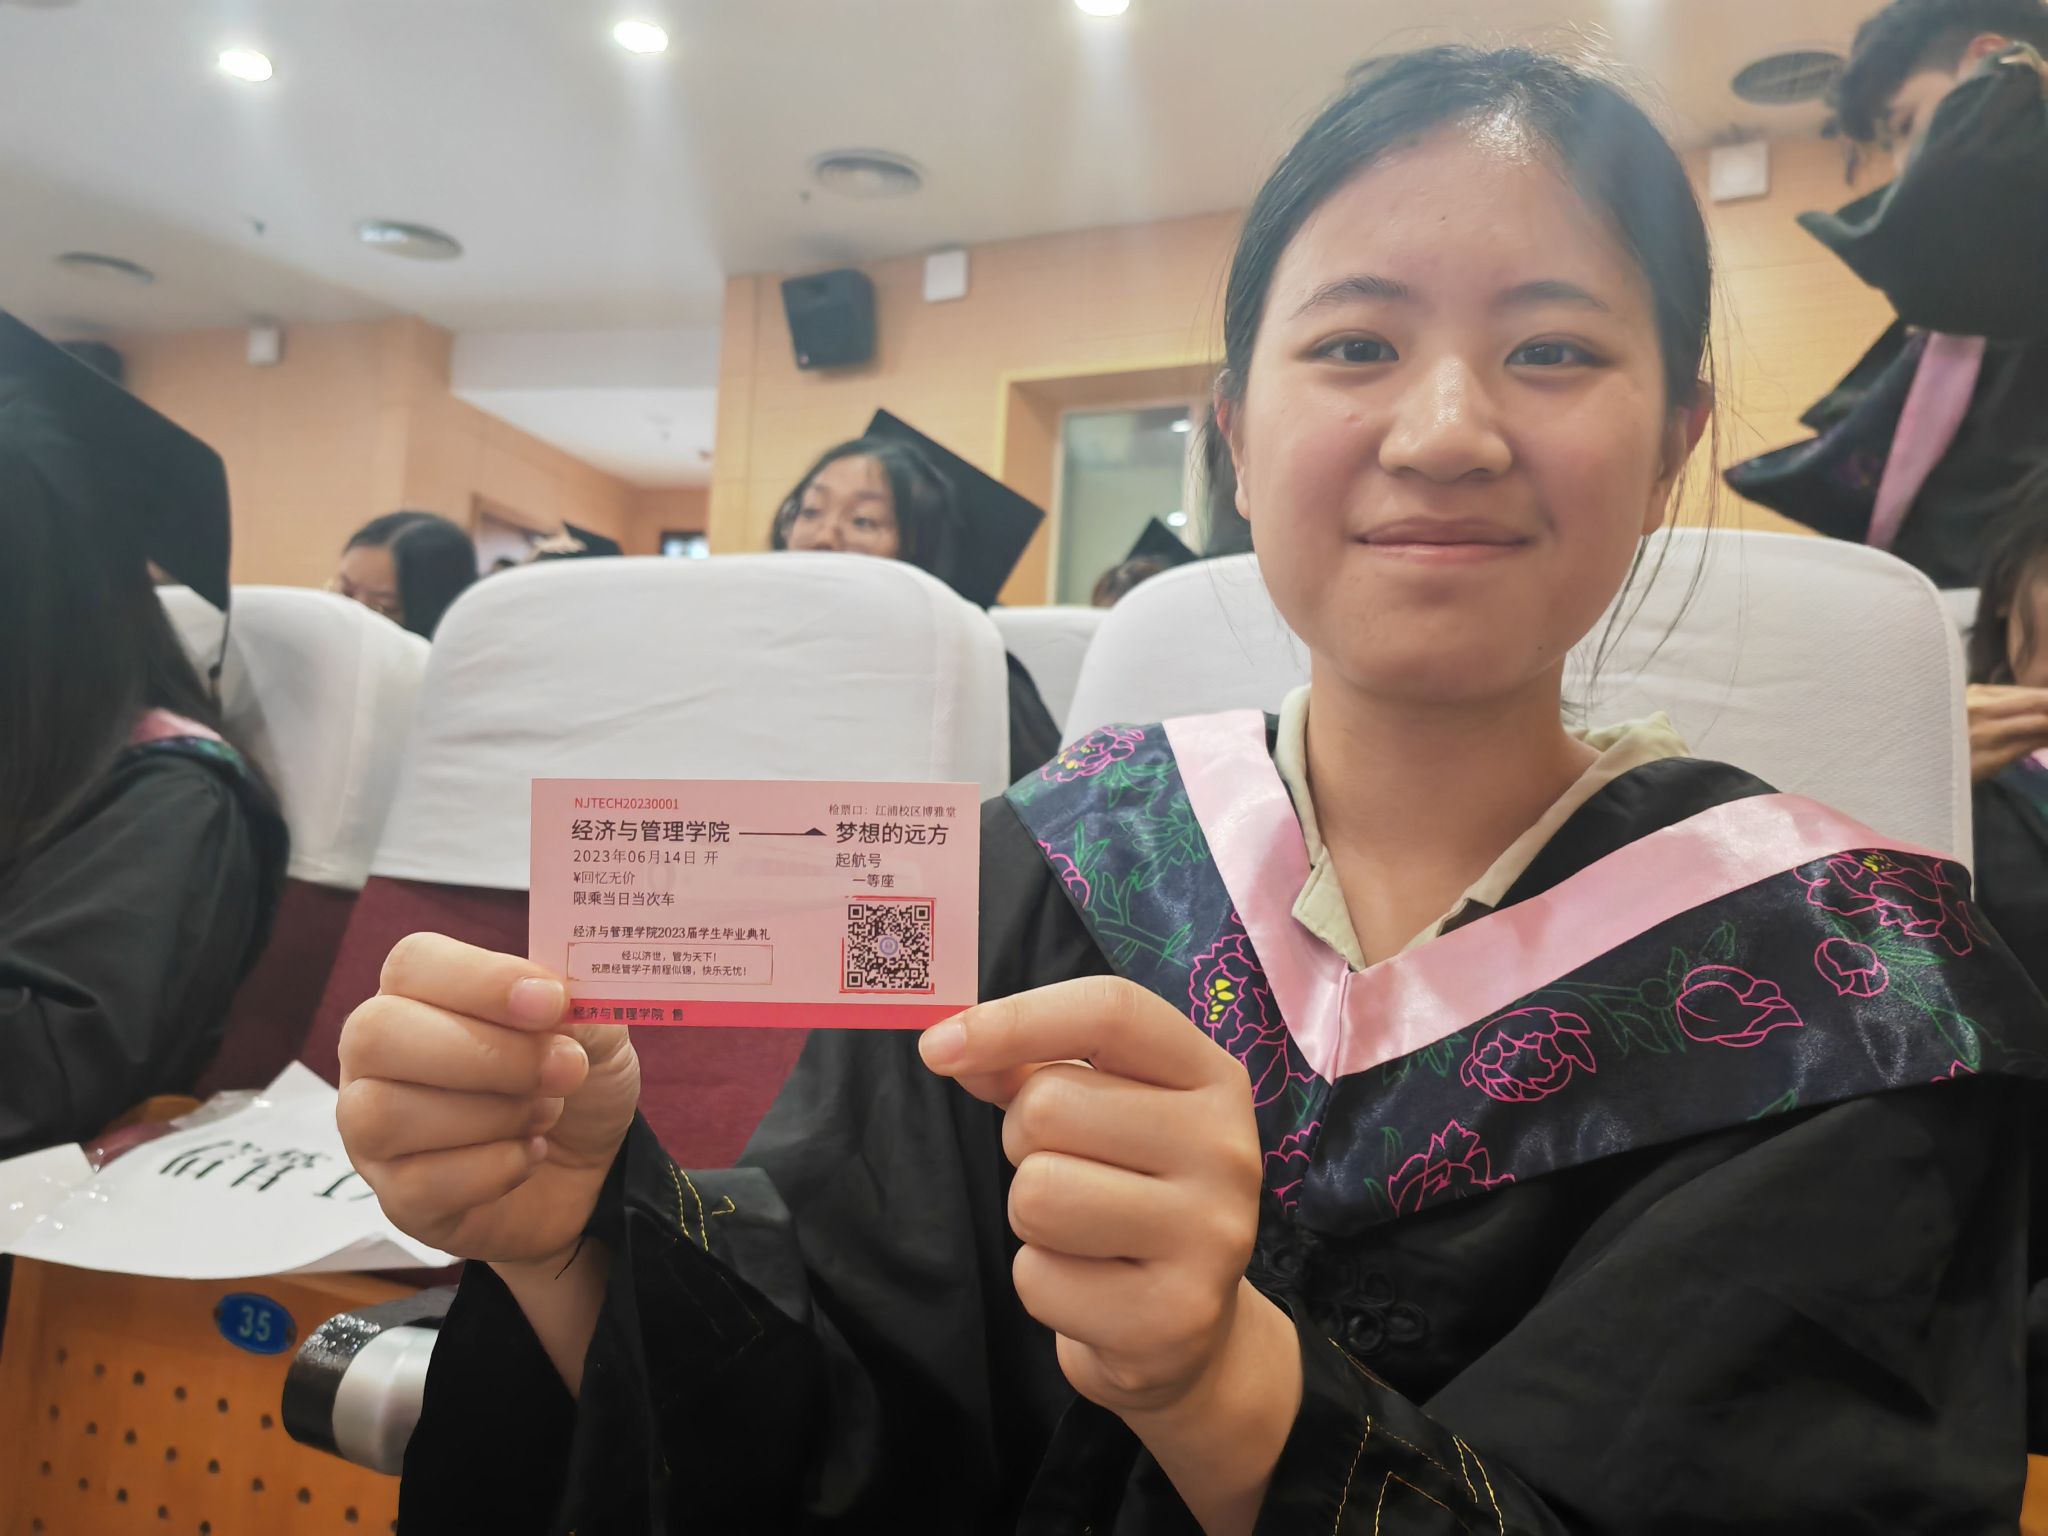 NJTECH20230001
检票口：江浦校区博雅堂
经济与管理学院
梦想的远方
2023年06月14日 开
起航号
¥回忆无价
一等座
限乘当日当次车
经济与管理学院2023届学生毕业典礼
经以济世，管为天下！
祝愿经管学子前程似锦，快乐无忧！
经济与管理学院 售
35